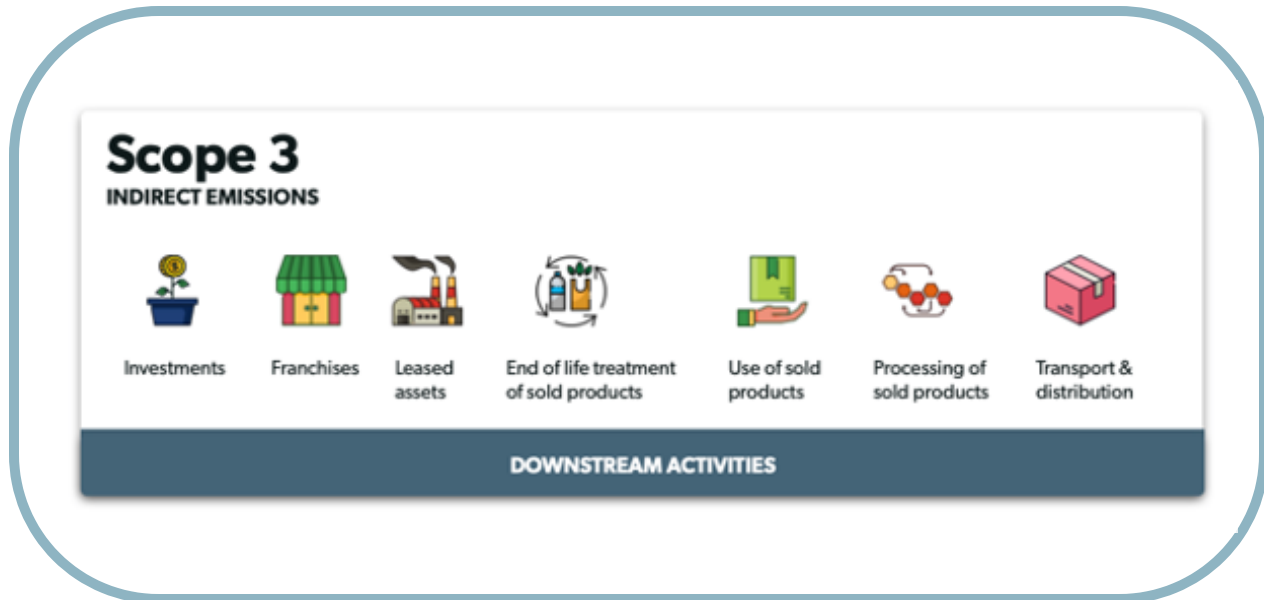 Scope 3
INDIRECT EMISSIONS
Investments
Franchises
Leased
assets
End of life treatment
of sold products
Use of sold
products
Processing of
sold products
Transport &
distribution
DOWNSTREAM ACTIVITIES